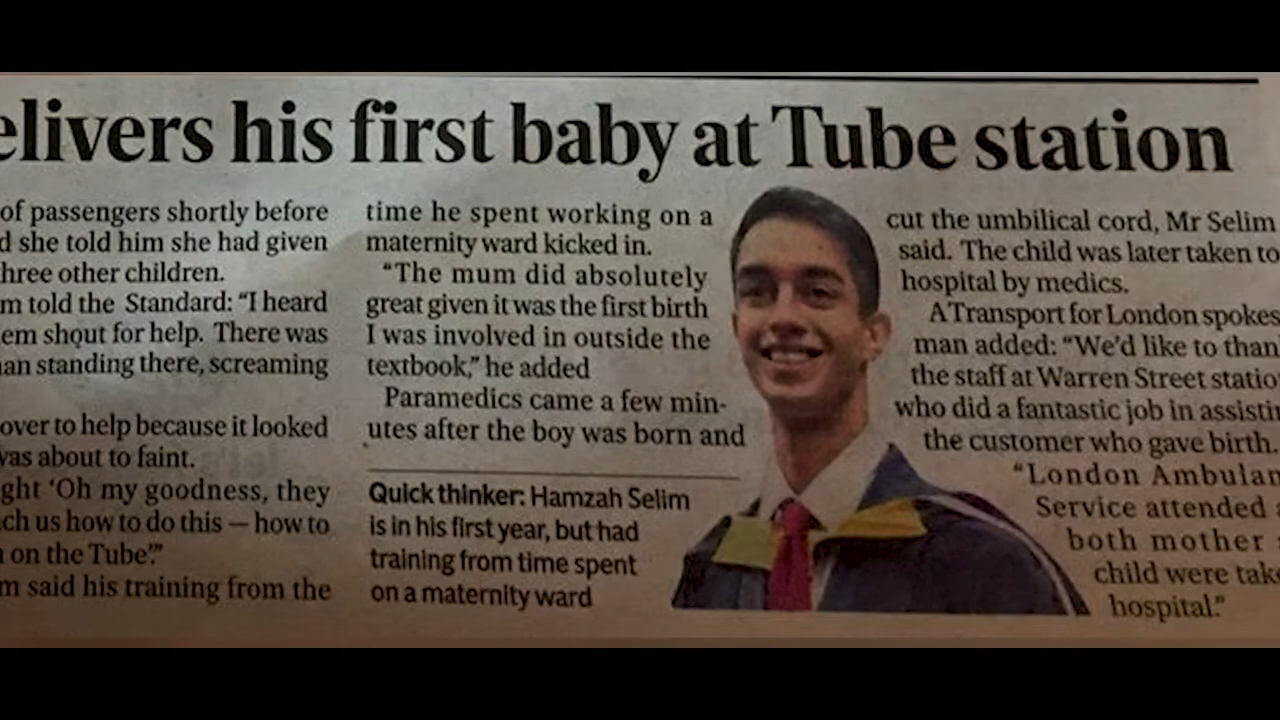 elivers his first baby at Tube station
of passengers shortly before
d she told him she had given
hree other children.
m told the Standard: “I heard
em shout for help. There was
an standing there, screaming
over to help because it looked
was about to faint.
ght ‘Oh my goodness, they
ch us how to do this — how to
on the Tube’.”
m said his training from the
time he spent working on a
maternity ward kicked in.
“The mum did absolutely
great given it was the first birth
I was involved in outside the
textbook,” he added
Paramedics came a few min-
utes after the boy was born and
Quick thinker: Hamzah Selim
is in his first year, but had
training from time spent
on a maternity ward
cut the umbilical cord, Mr Selim
said. The child was later taken to
hospital by medics.
A Transport for London spokes
man added: “We’d like to than
the staff at Warren Street statio
who did a fantastic job in assistin
the customer who gave birth.
“London Ambulan
Service attended
both mother
child were take
hospital.”